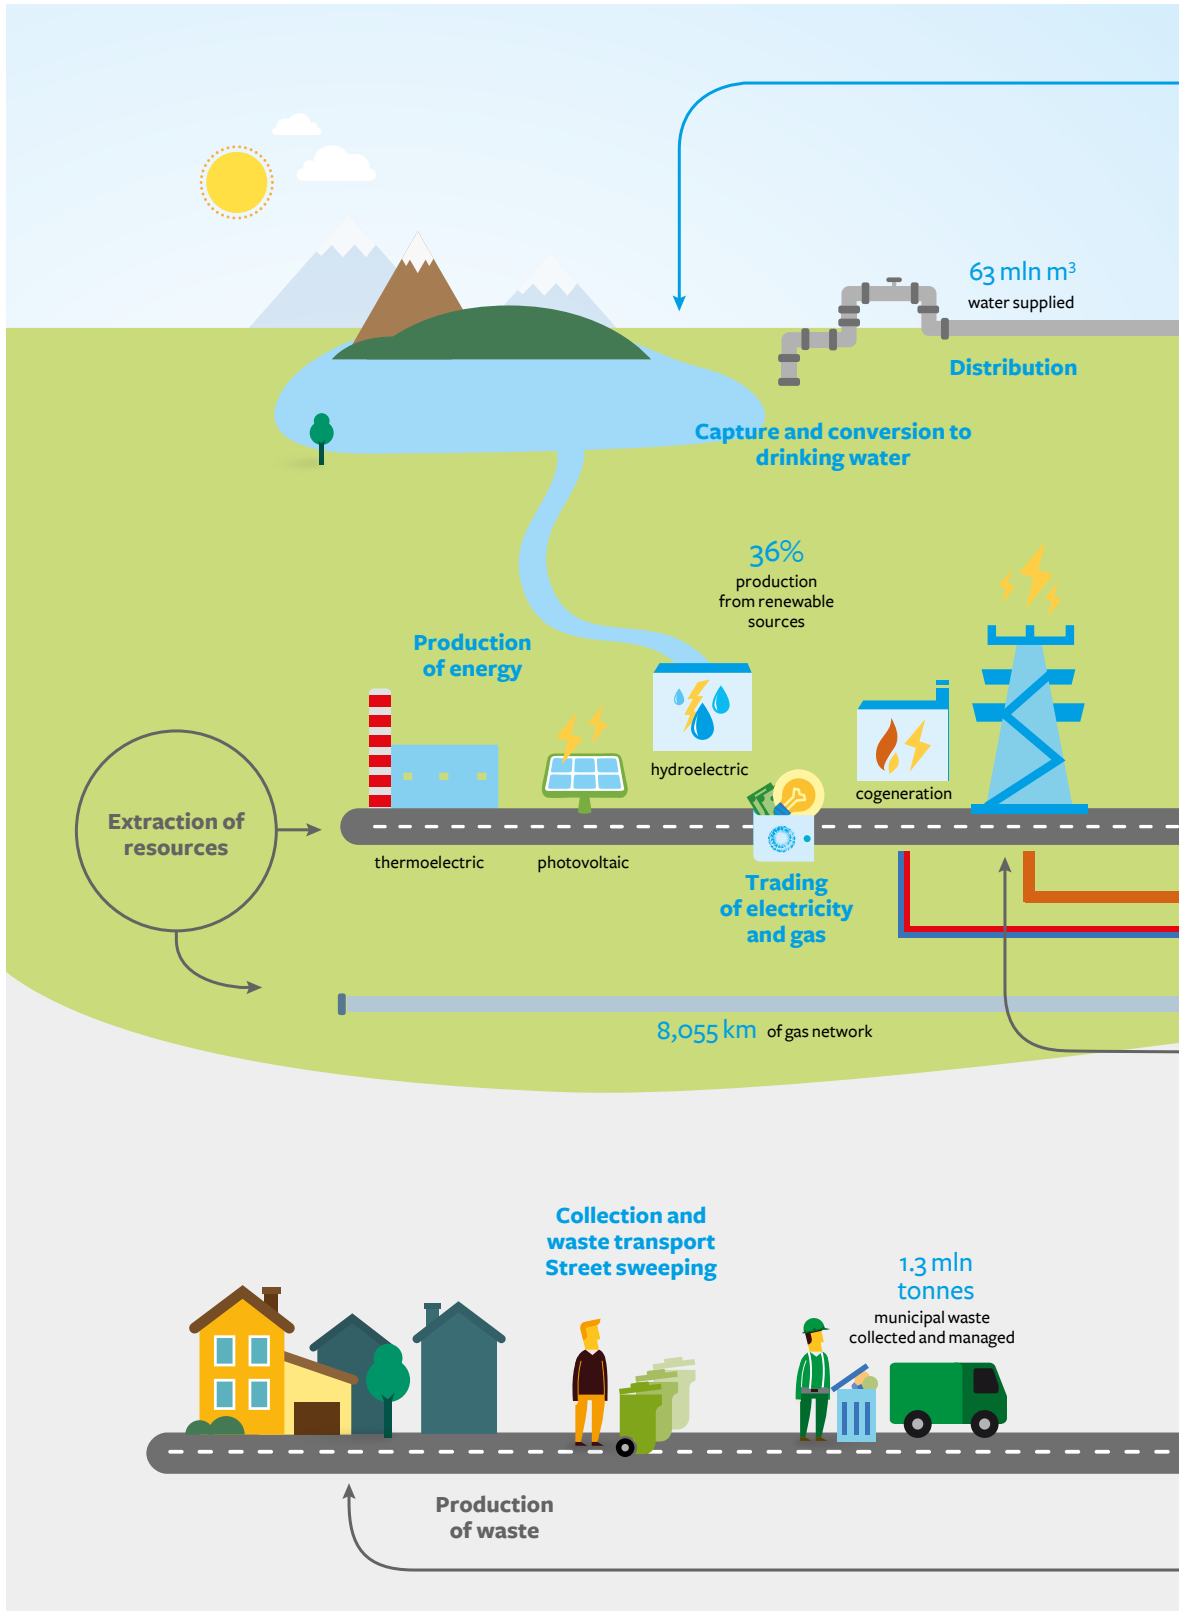 63 mln m³
water supplied
Distribution
Capture and conversion to
drinking water
36%
production
from renewable
sources
Production
of energy
hydroelectric
cogeneration
Extraction of
resources
thermoelectric
photovoltaic
Trading
of electricity
and gas
8,055 km of gas network
Collection and
waste transport
Street sweeping
1.3 mln
tonnes
municipal waste
collected and managed
Production
of waste